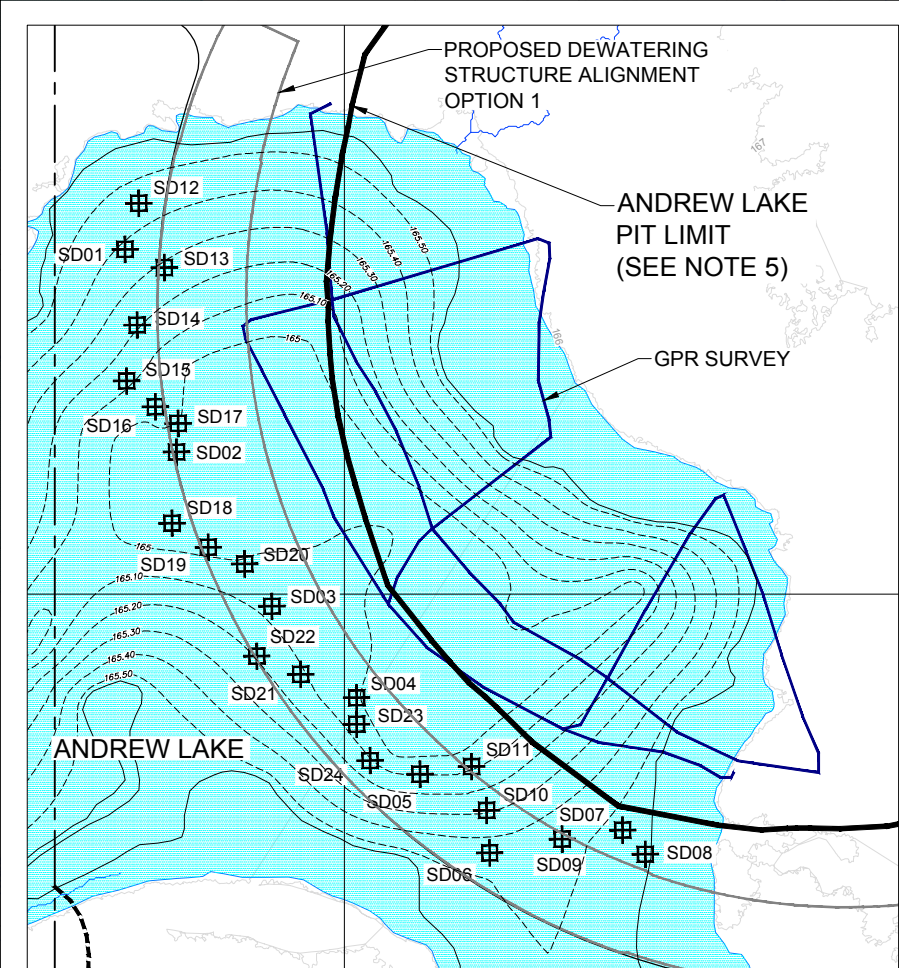 PROPOSED DEWATERING
STRUCTURE ALIGNMENT
OPTION 1
167
ANDREW LAKE
PIT LIMIT
(SEE NOTE 5)
SD12
SD01
SD13
165.50
165.40
165.30
165.20
165.10
SD14
165
166
GPR SURVEY
SD15
SD16
SD17
SD02
SD18
165
SD19
SD20
165.10
165.20
SD03
165.30
SD22
165.40
165.50
SD21
SD04
SD23
ANDREW LAKE
SD24
SD11
SD05
SD10
SD07
SD06
SD09
SD08